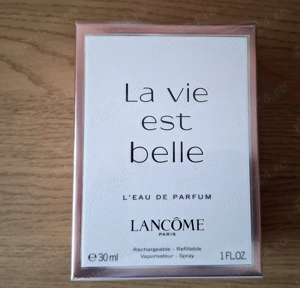 La vie
est
belle
L'EAU DE PARFUM
LANCÔME
PARIS
Rechargeable - Refillable
Vaporisateur - Spray
℮ 30 ml
1 FL.OZ.